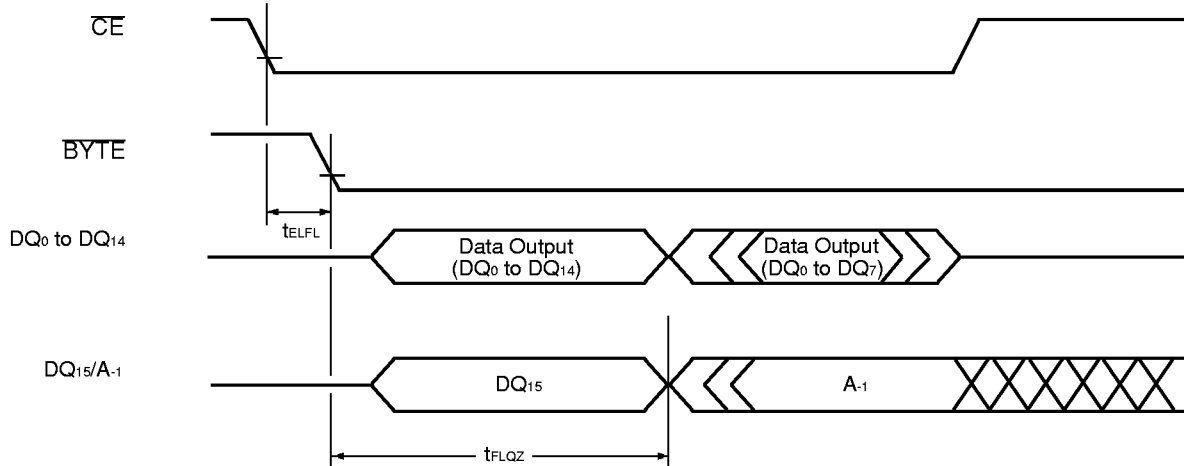 CE
BYTE
tELFL
DQ0 to DQ14
Data Output
(DQ0 to DQ14)
Data Output
(DQ0 to DQ7)
DQ15/A-1
DQ15
A-1
tFLQZ